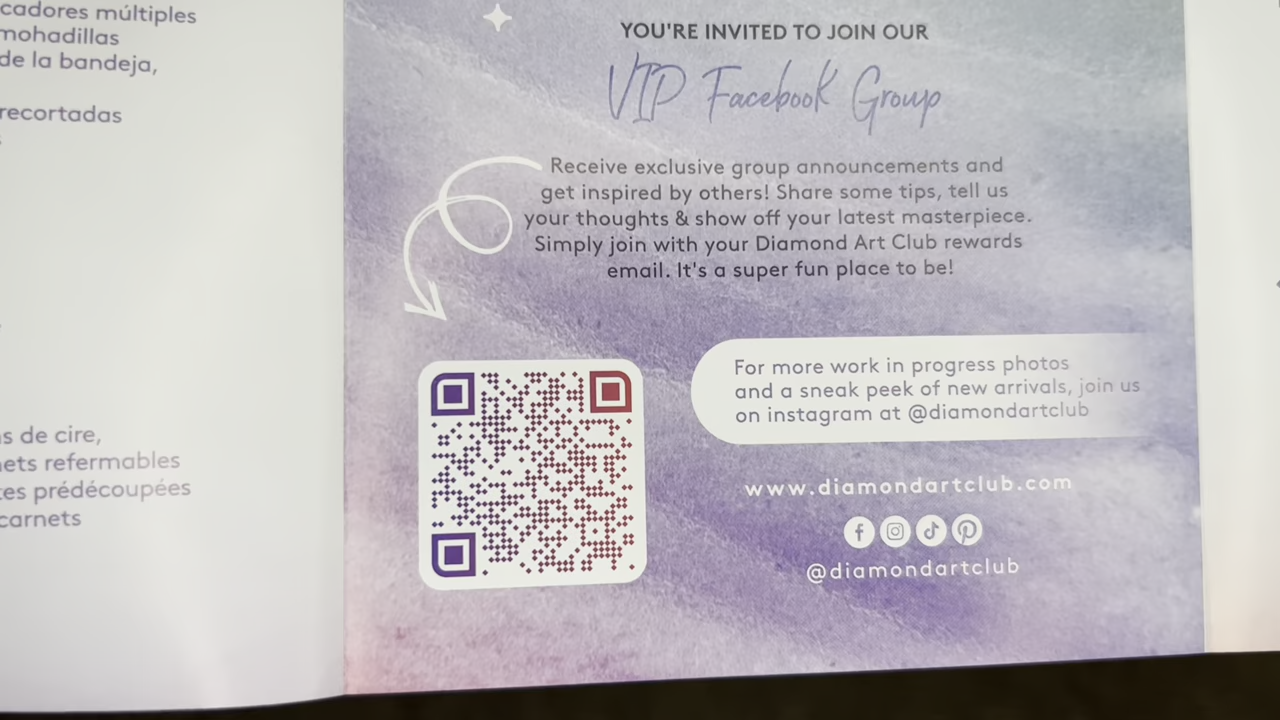 cadores múltiples
mohadillas
de la bandeja,
recortadas
s de cire,
ets refermables
es prédécoupées
carnets
YOU'RE INVITED TO JOIN OUR
VIP Facebook Group
Receive exclusive group announcements and
get inspired by others! Share some tips, tell us
your thoughts & show off your latest masterpiece.
Simply join with your Diamond Art Club rewards
email. It's a super fun place to be!
For more work in progress photos
and a sneak peek of new arrivals, join us
on instagram at @diamondartclub
www.diamondartclub.com
@diamondartclub